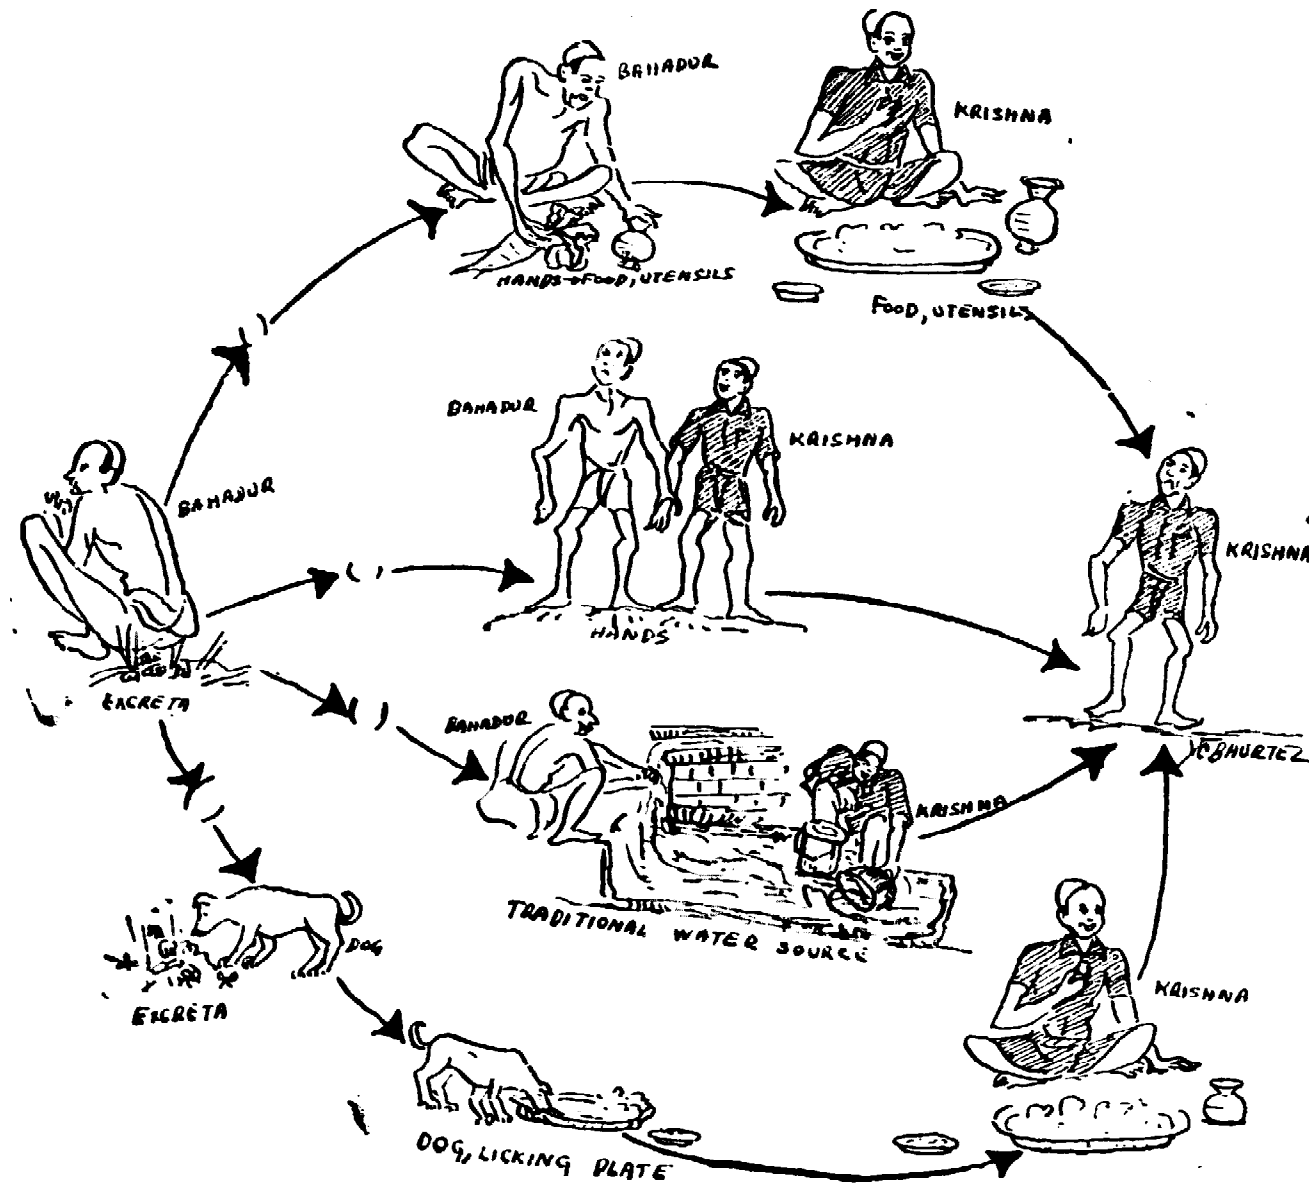 BAHADUR
KRISHNA
HANDS→FOOD, UTENSILS
FOOD, UTENSILS
BAHADUR
KRISHNA
HANDS
BAHADUR
EXCRETA
KRISHNA
BAHADUR
KRISHNA
TRADITIONAL WATER SOURCE
DOG
EXCRETA
KRISHNA
DOG, LICKING PLATE